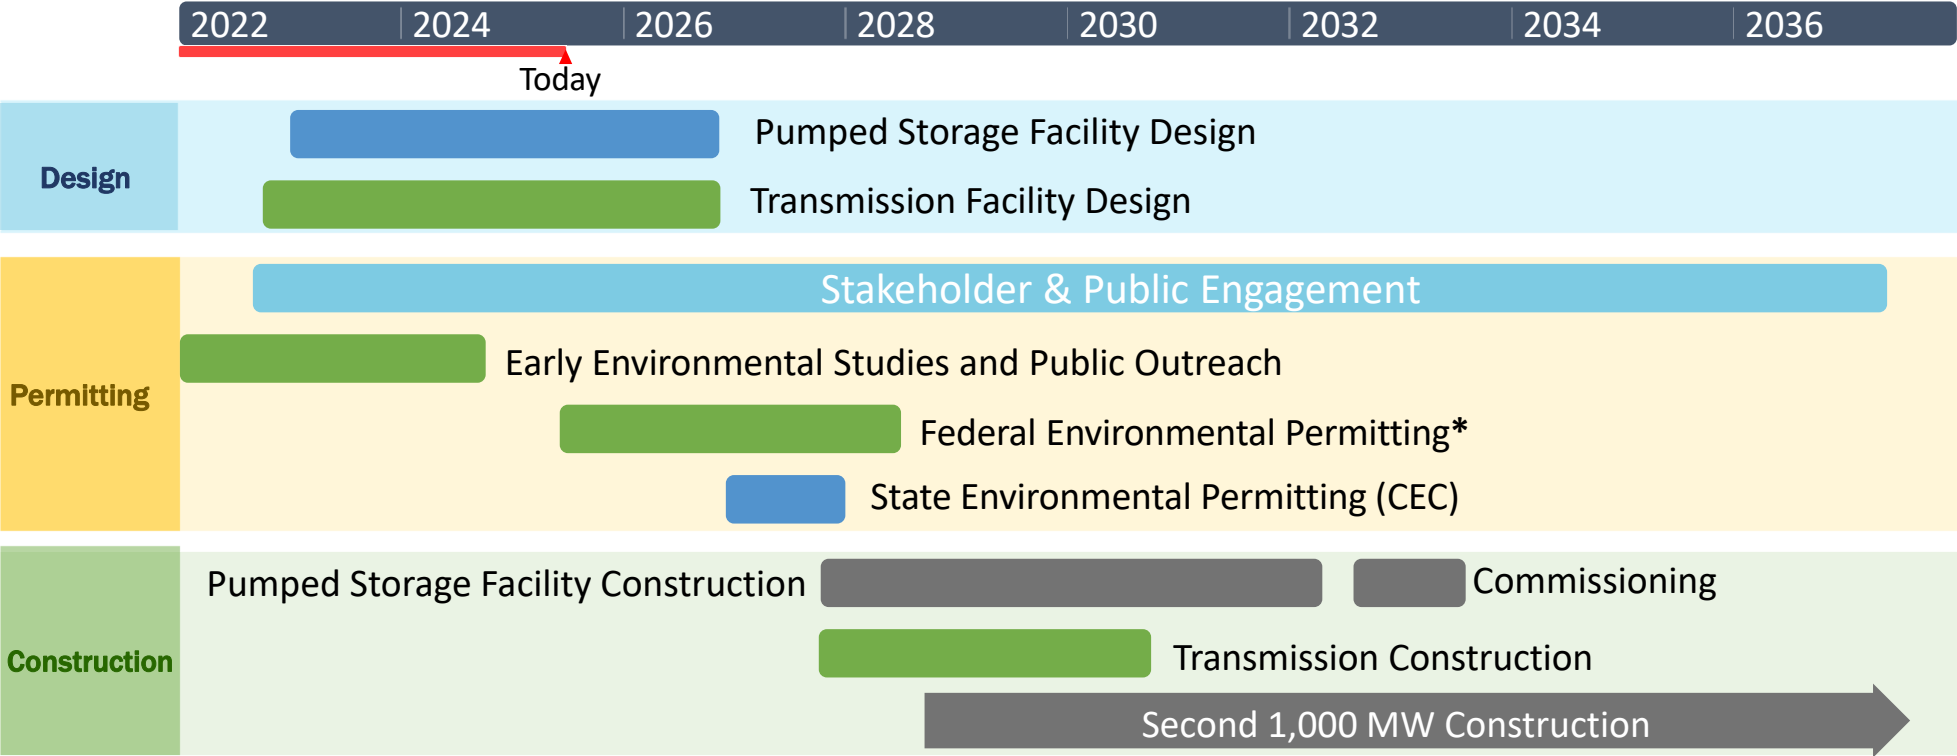 2022 2024 2026 2028 2030 2032 2034 2036
Today
Design
Pumped Storage Facility Design
Transmission Facility Design
Permitting
Stakeholder & Public Engagement
Early Environmental Studies and Public Outreach
Federal Environmental Permitting*
State Environmental Permitting (CEC)
Construction
Pumped Storage Facility Construction
Commissioning
Transmission Construction
Second 1,000 MW Construction